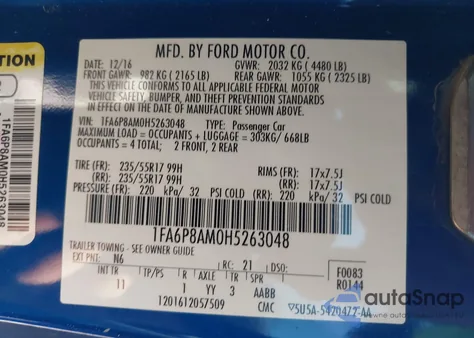 MFD. BY FORD MOTOR CO.
DATE: 12/16 GVWR: 2032 KG ( 4480 LB)
FRONT GAWR: 982 KG ( 2165 LB) REAR GAWR: 1055 KG ( 2325 LB)
THIS VEHICLE CONFORMS TO ALL APPLICABLE FEDERAL MOTOR
VEHICLE SAFETY, BUMPER, AND THEFT PREVENTION STANDARDS
IN EFFECT ON THE DATE OF MANUFACTURE SHOWN ABOVE.
VIN: 1FA6P8AM0H5263048 TYPE: Passenger Car
MAXIMUM LOAD = OCCUPANTS + LUGGAGE = 303KG/ 668LB
OCCUPANTS = 4 TOTAL: 2 FRONT, 2 REAR
TIRE (FR): 235/55R17 99H RIMS (FR): 17x7.5J
(RR): 235/55R17 99H (RR): 17x7.5J
PRESSURE (FR): 220 kPa/ 32 PSI COLD (RR): 220 kPa/ 32 PSI COLD
1FA6P8AM0H5263048
TRAILER TOWING - SEE OWNER GUIDE
EXT PNT: N6 RC: 21 DSO: F0083
INT TR TP/PS R AXLE TR SPR R0144
11 1 YY 3 AABB
1201612057509 CMC ▽5U5A-5420472-AA
1FA6P8AM0H5263048
ION
autoSnap